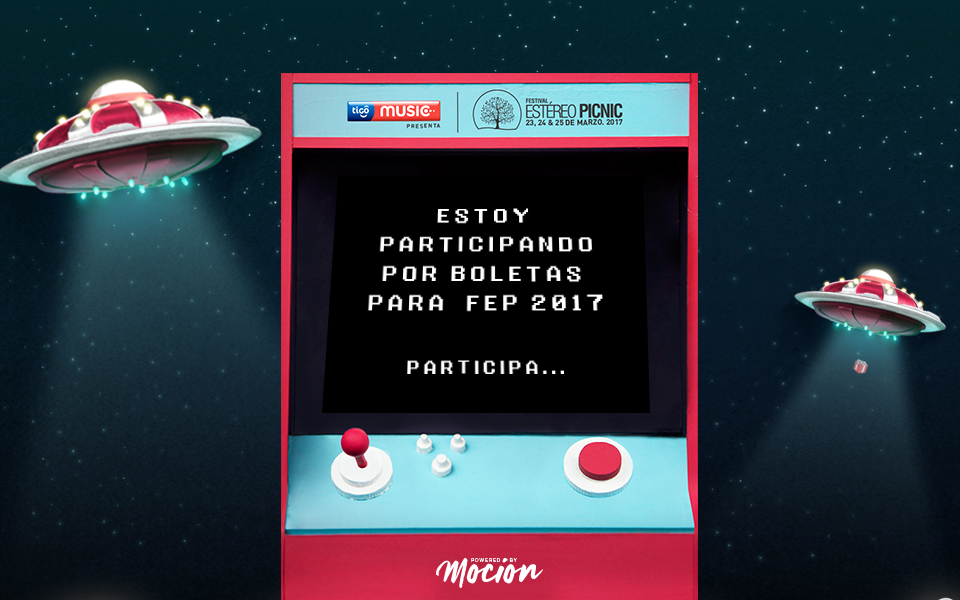 tigo MUSIC
PRESENTA
FESTIVAL
ESTÉREO PICNIC
23, 24 & 25 DE MARZO. 2017
ESTOY
PARTICIPANDO
POR BOLETAS
PARA FEP 2017
PARTICIPA...
POWERED BY
Moción